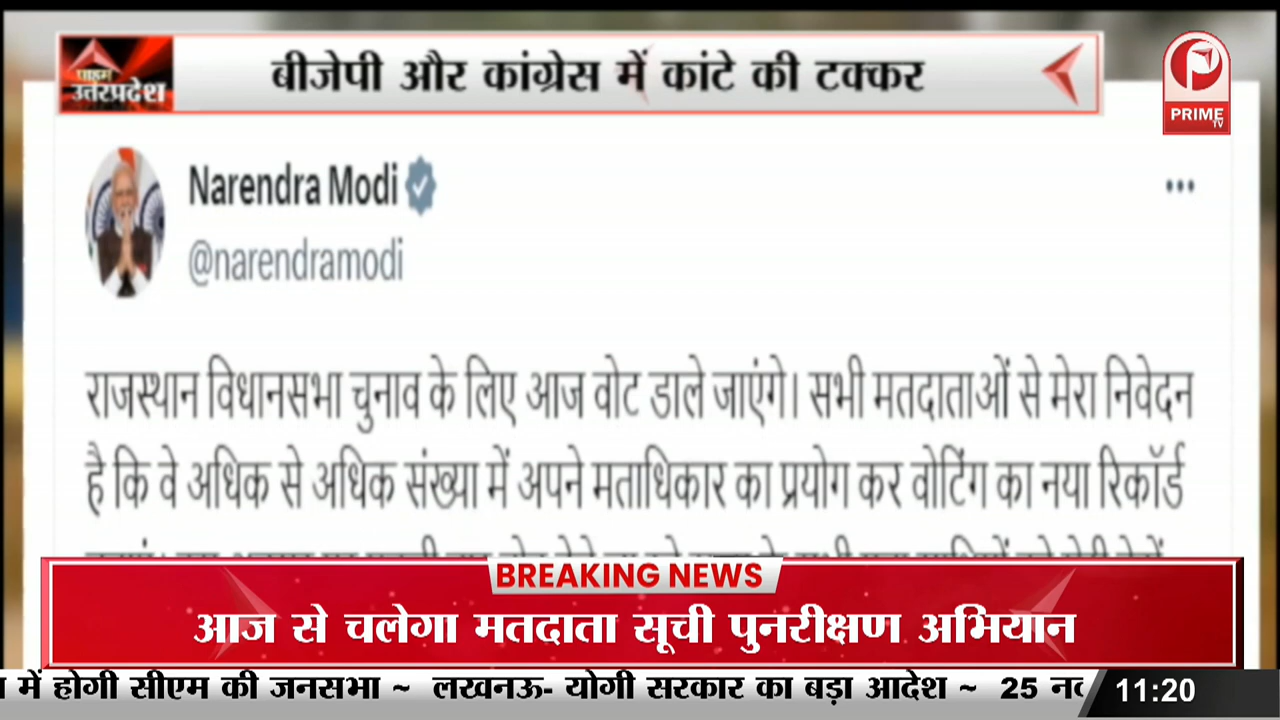 प्राइम
उत्तरप्रदेश
बीजेपी और कांग्रेस में कांटे की टक्कर
PRIME
TV
Narendra Modi
@narendramodi
राजस्थान विधानसभा चुनाव के लिए आज वोट डाले जाएंगे। सभी मतदाताओं से मेरा निवेदन
है कि वे अधिक से अधिक संख्या में अपने मताधिकार का प्रयोग कर वोटिंग का नया रिकॉर्ड
BREAKING NEWS
आज से चलेगा मतदाता सूची पुनरीक्षण अभियान
में होगी सीएम की जनसभा ~ लखनऊ- योगी सरकार का बड़ा आदेश ~ 25
11:20